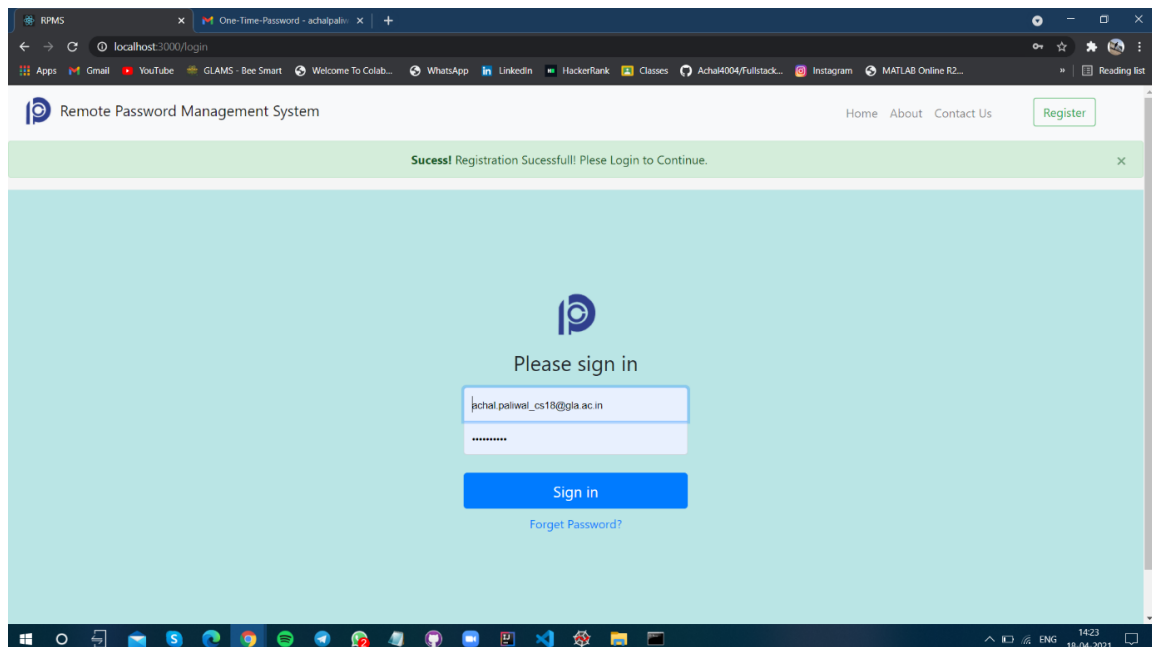 RPMS
One-Time-Password - achalpaliw
localhost:3000/login
Apps Gmail YouTube GLAMS - Bee Smart Welcome To Colab... WhatsApp LinkedIn HackerRank Classes Achal4004/Fullstack... Instagram MATLAB Online R2... » Reading list
Remote Password Management System
Home About Contact Us Register
Sucess! Registration Sucessfull! Plese Login to Continue.
Please sign in
achal.paliwal_cs18@gla.ac.in
••••••••••
Sign in
Forget Password?
ENG 14:23
18-04-2021